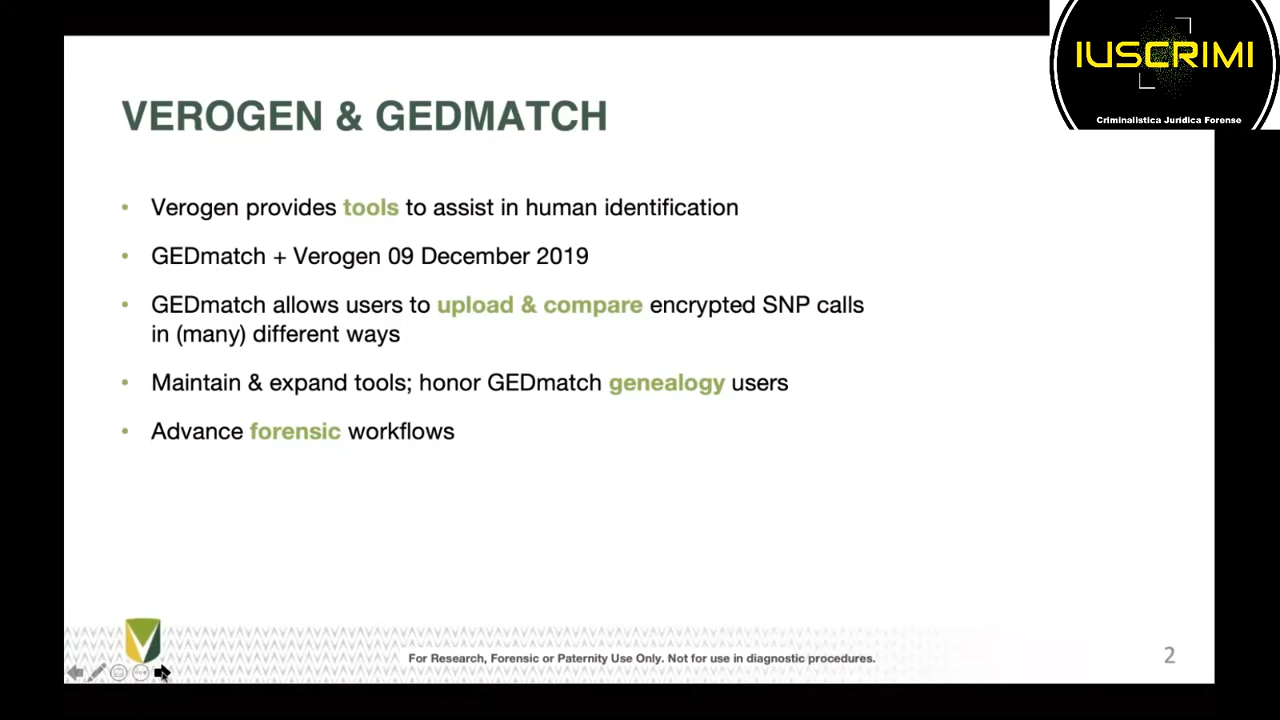 IUSCRIMI
Criminalistica Jurídica Forense
VEROGEN & GEDMATCH
• Verogen provides tools to assist in human identification
• GEDmatch + Verogen 09 December 2019
• GEDmatch allows users to upload & compare encrypted SNP calls
in (many) different ways
• Maintain & expand tools; honor GEDmatch genealogy users
• Advance forensic workflows
For Research, Forensic or Paternity Use Only. Not for use in diagnostic procedures.
2